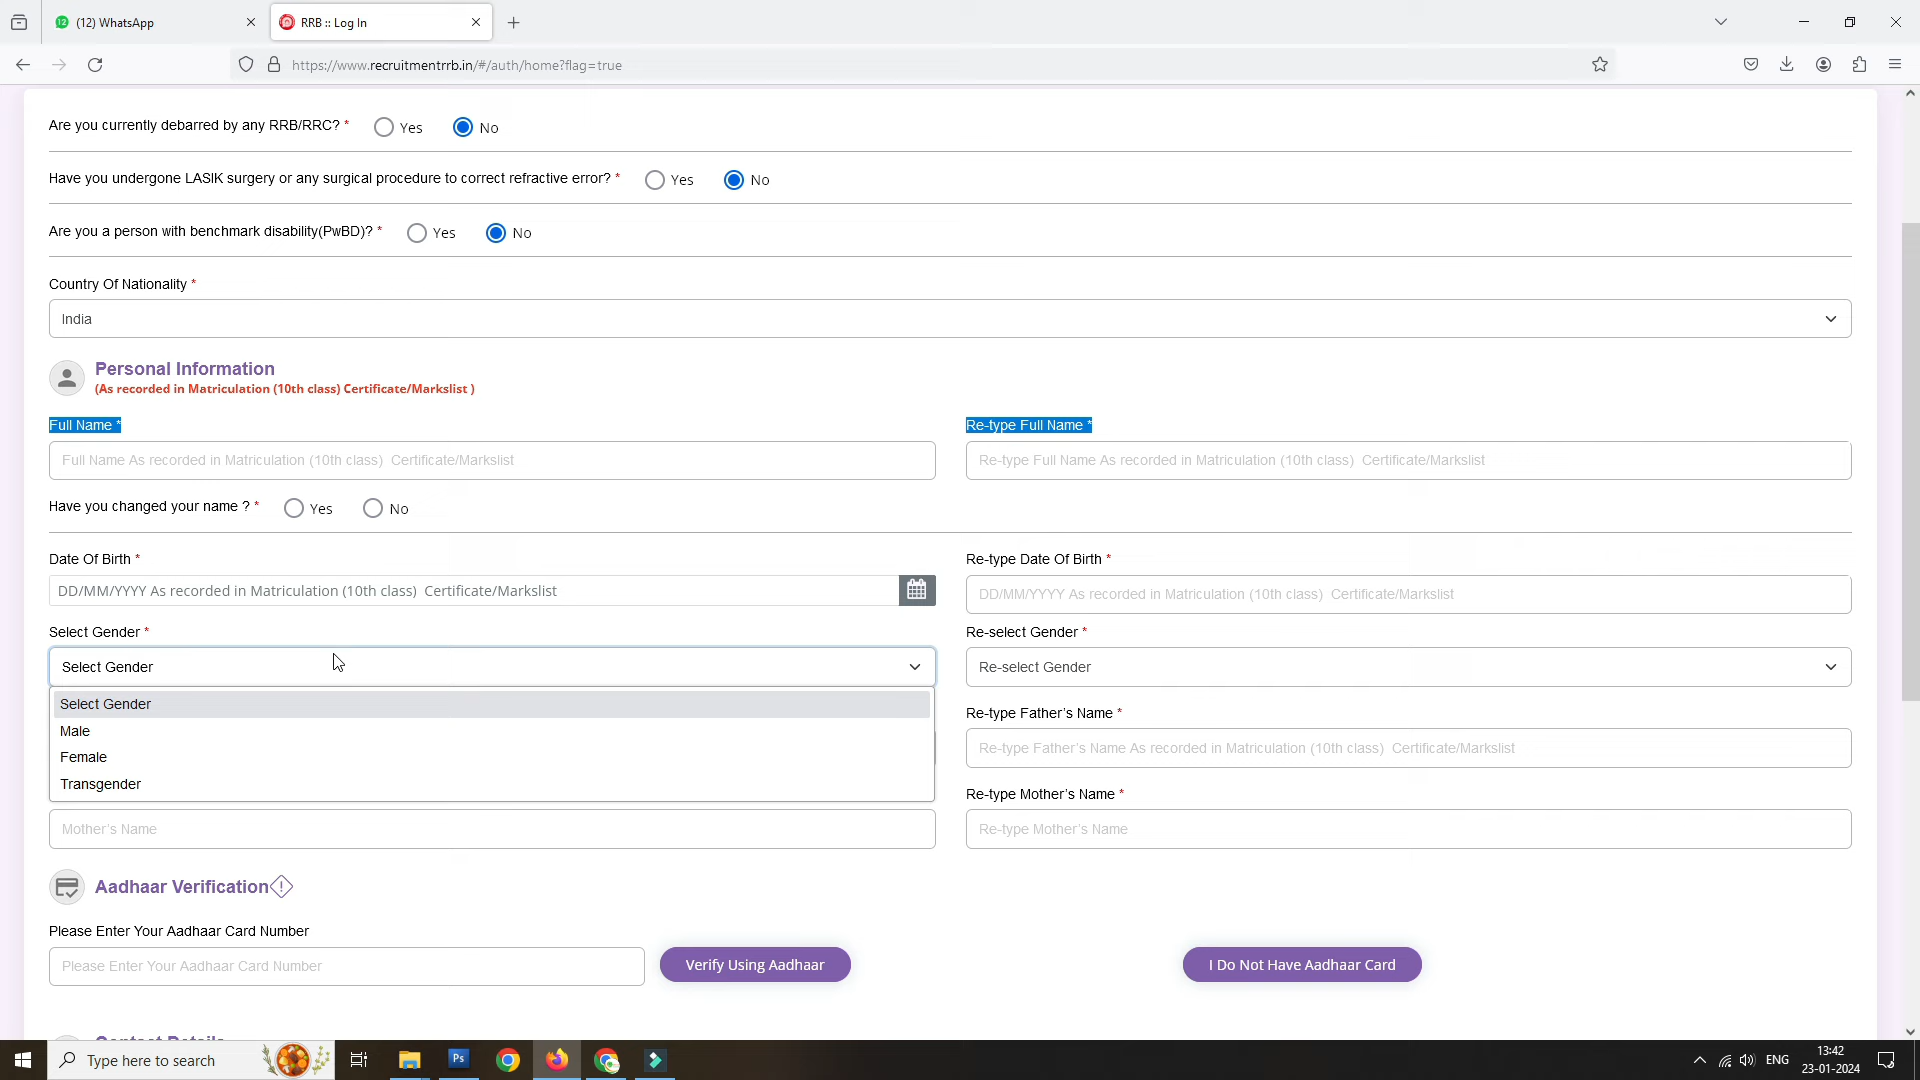 (12) WhatsApp
RRB :: Log In
https://www.recruitmentrrb.in/#/auth/home?flag=true
Are you currently debarred by any RRB/RRC? *
Yes
No
Have you undergone LASIK surgery or any surgical procedure to correct refractive error? *
Yes
No
Are you a person with benchmark disability(PwBD)? *
Yes
No
Country Of Nationality *
India
Personal Information
(As recorded in Matriculation (10th class) Certificate/Markslist )
Full Name *
Re-type Full Name *
Full Name As recorded in Matriculation (10th class) Certificate/Markslist
Re-type Full Name As recorded in Matriculation (10th class) Certificate/Markslist
Have you changed your name ? *
Yes
No
Date Of Birth *
Re-type Date Of Birth *
DD/MM/YYYY As recorded in Matriculation (10th class) Certificate/Markslist
DD/MM/YYYY As recorded in Matriculation (10th class) Certificate/Markslist
Select Gender *
Re-select Gender *
Select Gender
Re-select Gender
Select Gender
Male
Female
Transgender
Re-type Father's Name *
Re-type Father's Name As recorded in Matriculation (10th class) Certificate/Markslist
Re-type Mother's Name *
Mother's Name
Re-type Mother's Name
Aadhaar Verification
Please Enter Your Aadhaar Card Number
Please Enter Your Aadhaar Card Number
Verify Using Aadhaar
I Do Not Have Aadhaar Card
Type here to search
Ps
ENG
13:42
23-01-2024